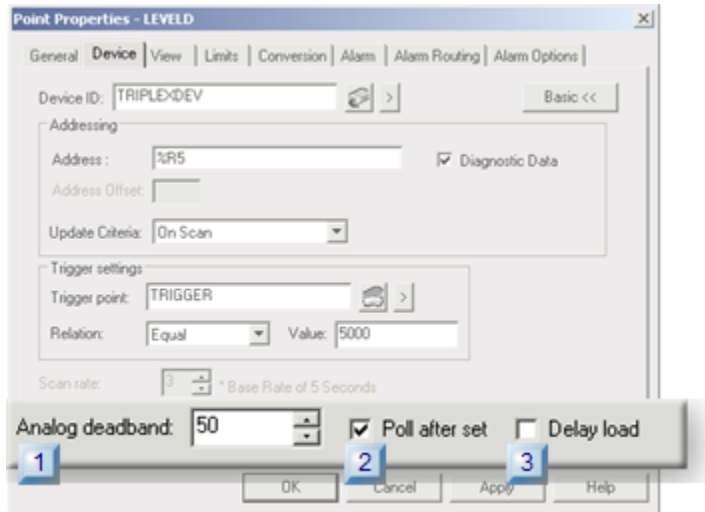 Point Properties - LEVELD
General Device View Limits Conversion Alarm Alarm Routing Alarm Options
Device ID: TRIPLEXDEV > Basic <<
Addressing
Address : %R5 Diagnostic Data
Address Offset:
Update Criteria: On Scan
Trigger settings
Trigger point: TRIGGER >
Relation: Equal Value: 5000
Scan rate: 3 * Base Rate of 5 Seconds
Analog deadband: 50 Poll after set Delay load
1 2 3
OK Cancel Apply Help